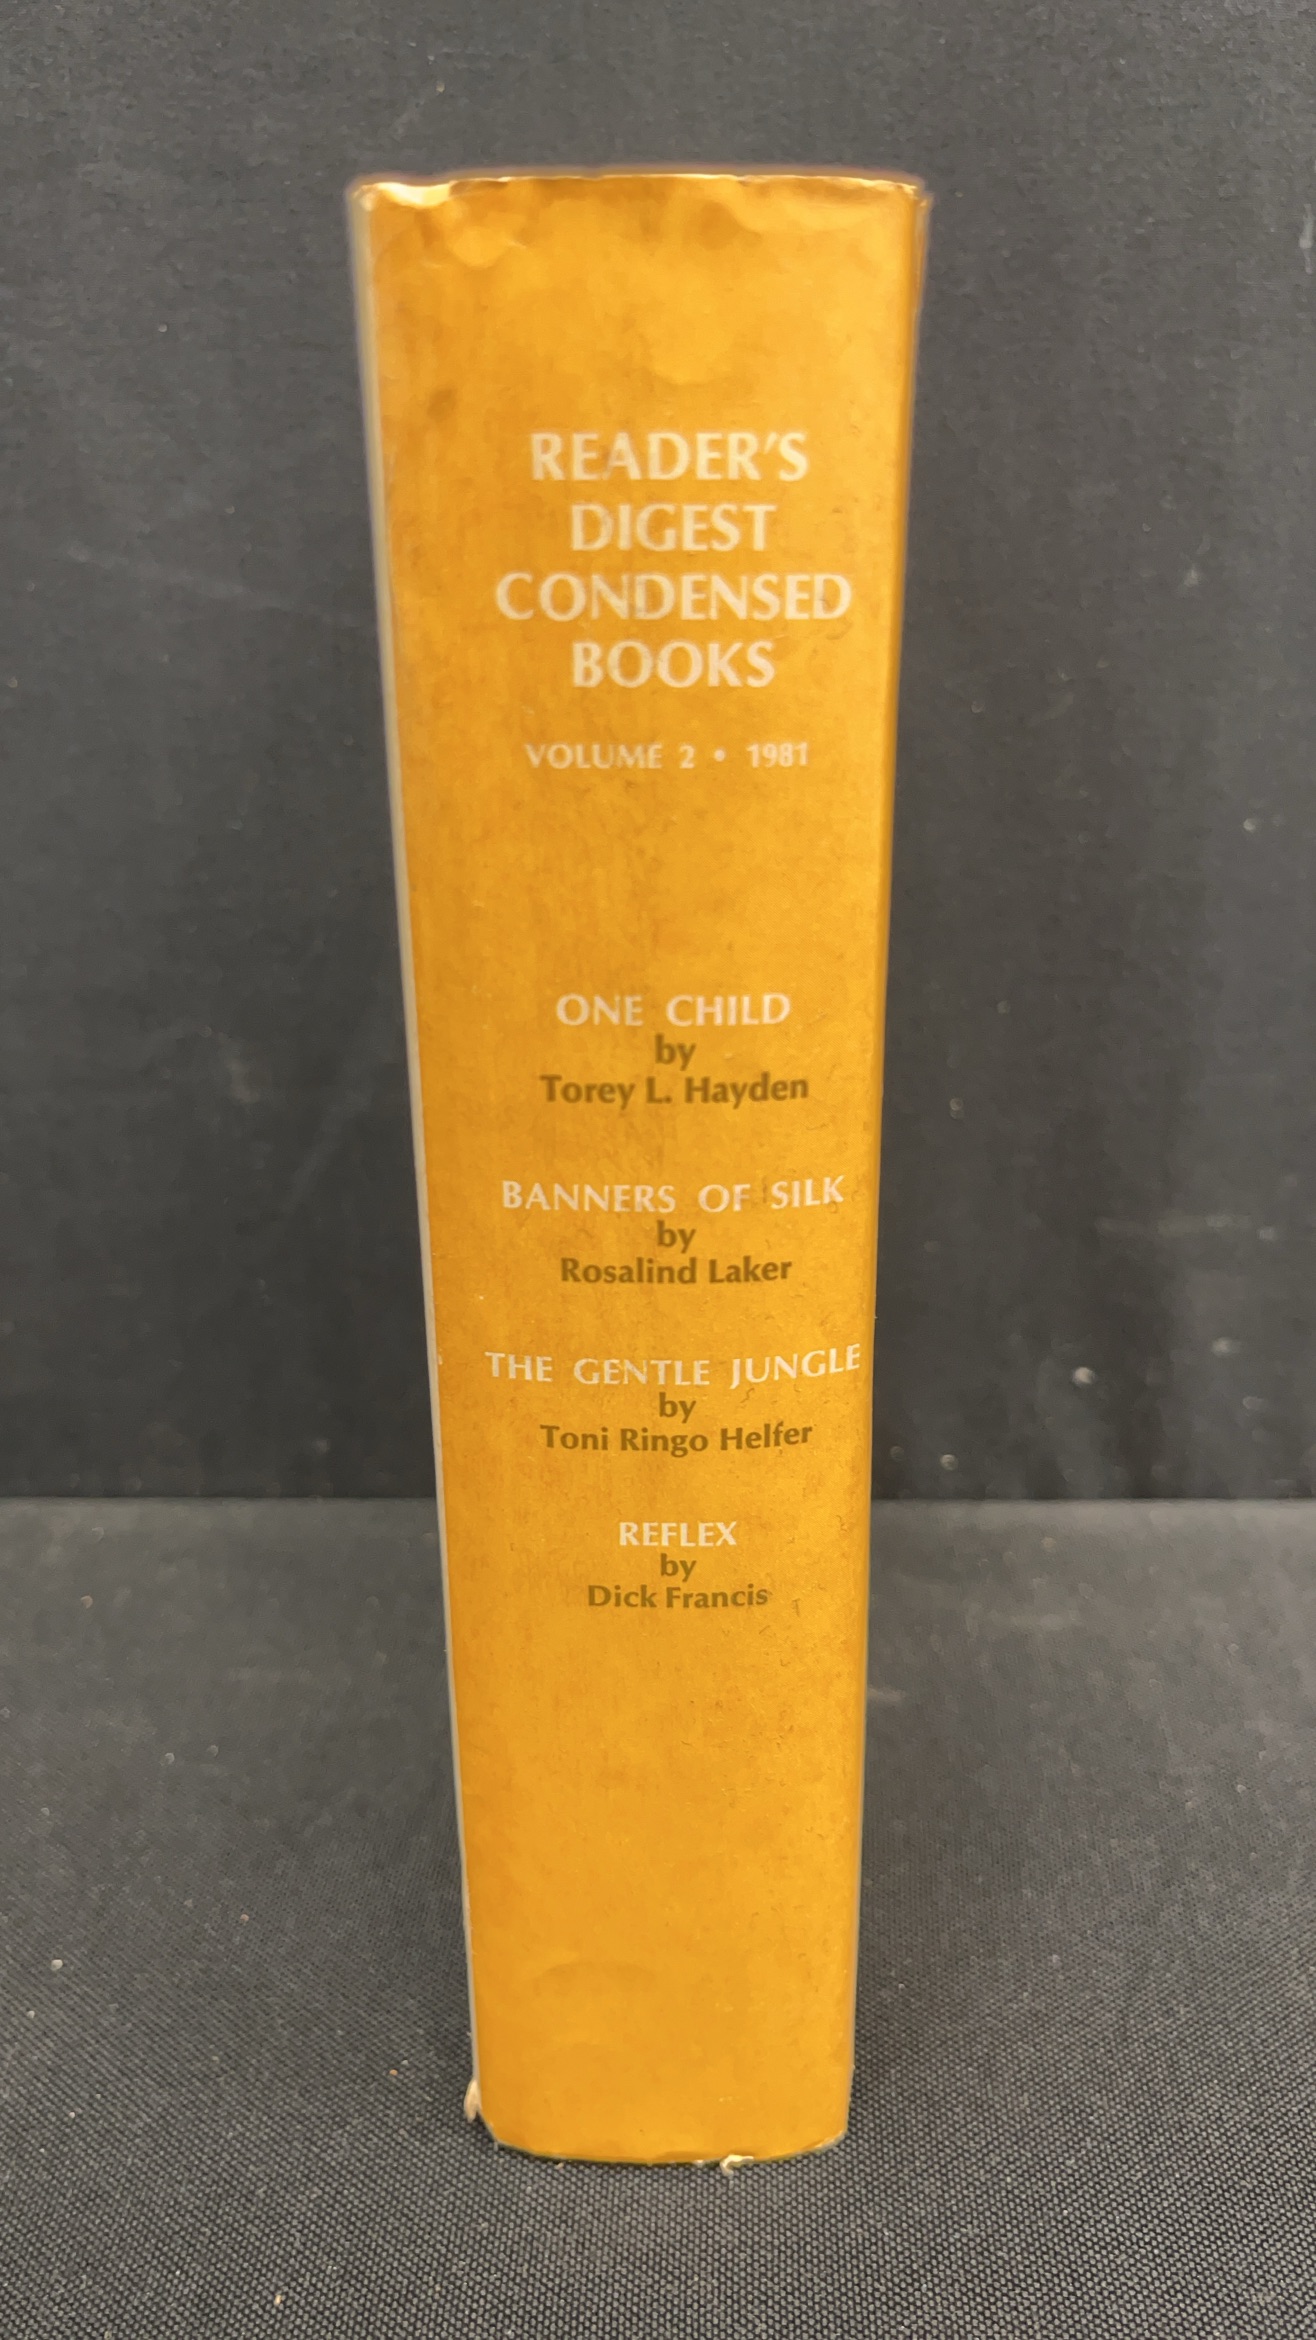 READER'S
DIGEST
CONDENSED
BOOKS
VOLUME 2 • 1981
ONE CHILD
by
Torey L. Hayden
BANNERS OF SILK
by
Rosalind Laker
THE GENTLE JUNGLE
by
Toni Ringo Helfer
REFLEX
by
Dick Francis